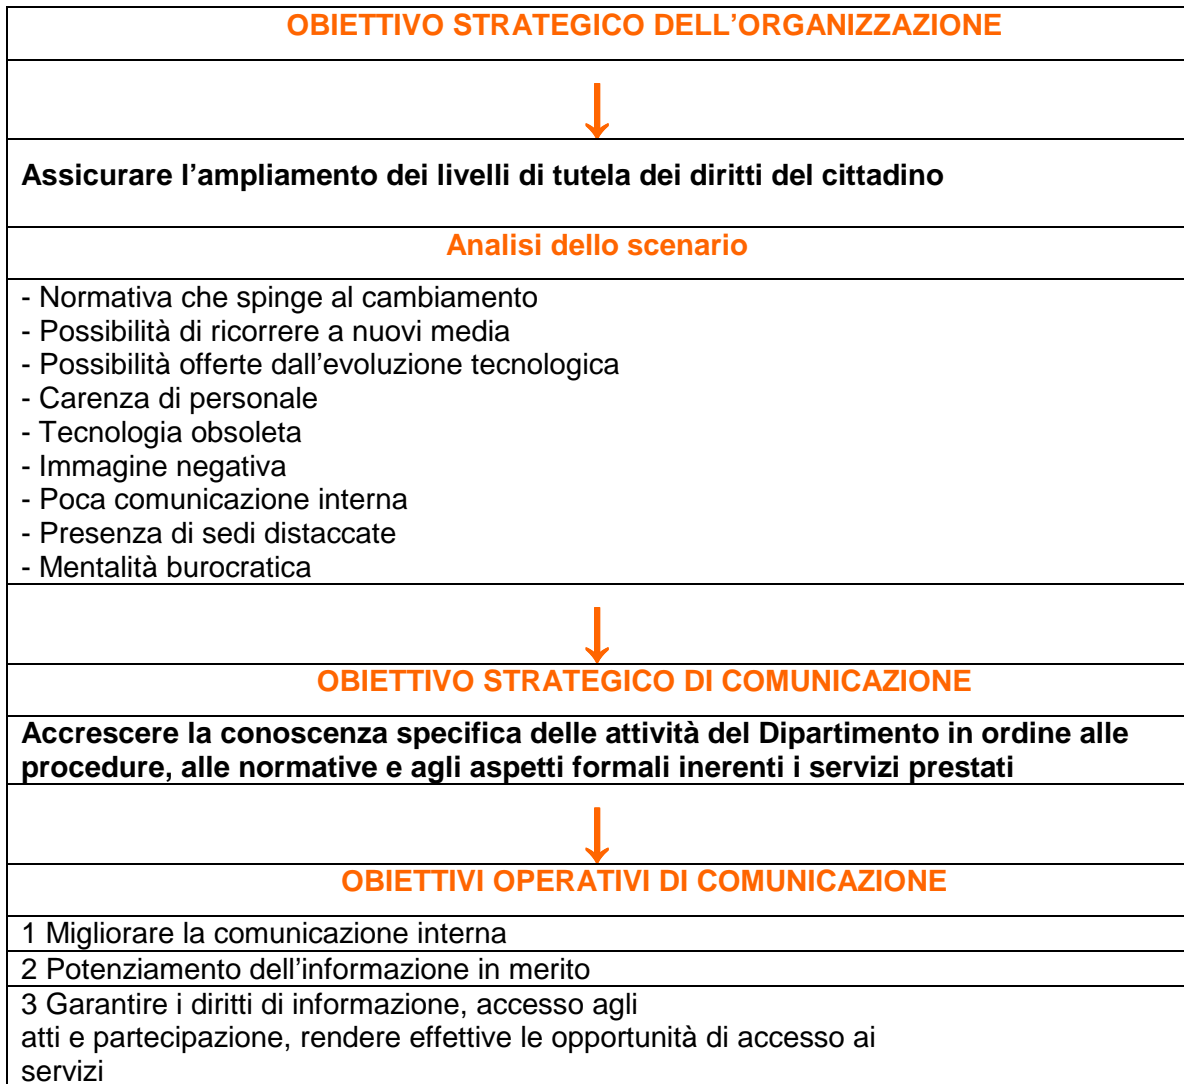 OBIETTIVO STRATEGICO DELL’ORGANIZZAZIONE
Assicurare l’ampliamento dei livelli di tutela dei diritti del cittadino
Analisi dello scenario
- Normativa che spinge al cambiamento
- Possibilità di ricorrere a nuovi media
- Possibilità offerte dall’evoluzione tecnologica
- Carenza di personale
- Tecnologia obsoleta
- Immagine negativa
- Poca comunicazione interna
- Presenza di sedi distaccate
- Mentalità burocratica
OBIETTIVO STRATEGICO DI COMUNICAZIONE
Accrescere la conoscenza specifica delle attività del Dipartimento in ordine alle
procedure, alle normative e agli aspetti formali inerenti i servizi prestati
OBIETTIVI OPERATIVI DI COMUNICAZIONE
1 Migliorare la comunicazione interna
2 Potenziamento dell’informazione in merito
3 Garantire i diritti di informazione, accesso agli
atti e partecipazione, rendere effettive le opportunità di accesso ai
servizi